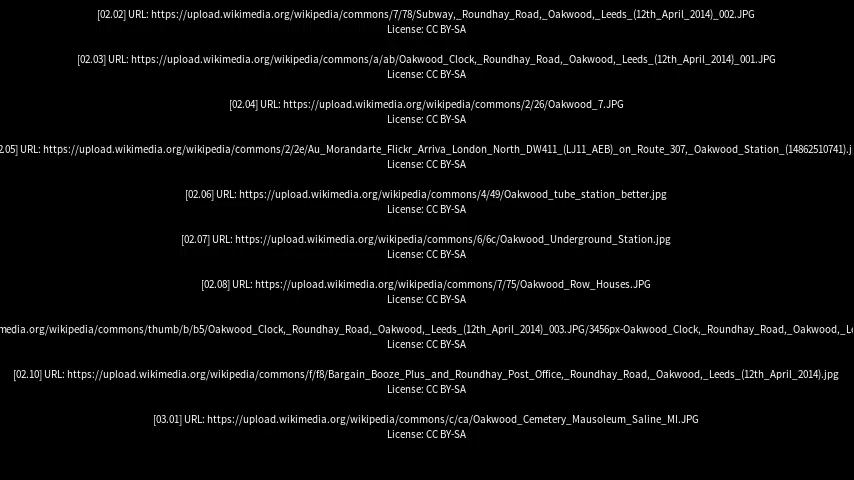 [02.02] URL: https://upload.wikimedia.org/wikipedia/commons/7/78/Subway,_Roundhay_Road,_Oakwood,_Leeds_(12th_April_2014)_002.JPG
License: CC BY-SA
[02.03] URL: https://upload.wikimedia.org/wikipedia/commons/a/ab/Oakwood_Clock,_Roundhay_Road,_Oakwood,_Leeds_(12th_April_2014)_001.JPG
License: CC BY-SA
[02.04] URL: https://upload.wikimedia.org/wikipedia/commons/2/26/Oakwood_7.JPG
License: CC BY-SA
2.05] URL: https://upload.wikimedia.org/wikipedia/commons/2/2e/Au_Morandarte_Flickr_Arriva_London_North_DW411_(LJ11_AEB)_on_Route_307,_Oakwood_Station_(14862510741).j
License: CC BY-SA
[02.06] URL: https://upload.wikimedia.org/wikipedia/commons/4/49/Oakwood_tube_station_better.jpg
License: CC BY-SA
[02.07] URL: https://upload.wikimedia.org/wikipedia/commons/6/6c/Oakwood_Underground_Station.jpg
License: CC BY-SA
[02.08] URL: https://upload.wikimedia.org/wikipedia/commons/7/75/Oakwood_Row_Houses.JPG
License: CC BY-SA
media.org/wikipedia/commons/thumb/b/b5/Oakwood_Clock,_Roundhay_Road,_Oakwood,_Leeds_(12th_April_2014)_003.JPG/3456px-Oakwood_Clock,_Roundhay_Road,_Oakwood,_Le
License: CC BY-SA
[02.10] URL: https://upload.wikimedia.org/wikipedia/commons/f/f8/Bargain_Booze_Plus_and_Roundhay_Post_Office,_Roundhay_Road,_Oakwood,_Leeds_(12th_April_2014).jpg
License: CC BY-SA
[03.01] URL: https://upload.wikimedia.org/wikipedia/commons/c/ca/Oakwood_Cemetery_Mausoleum_Saline_MI.JPG
License: CC BY-SA